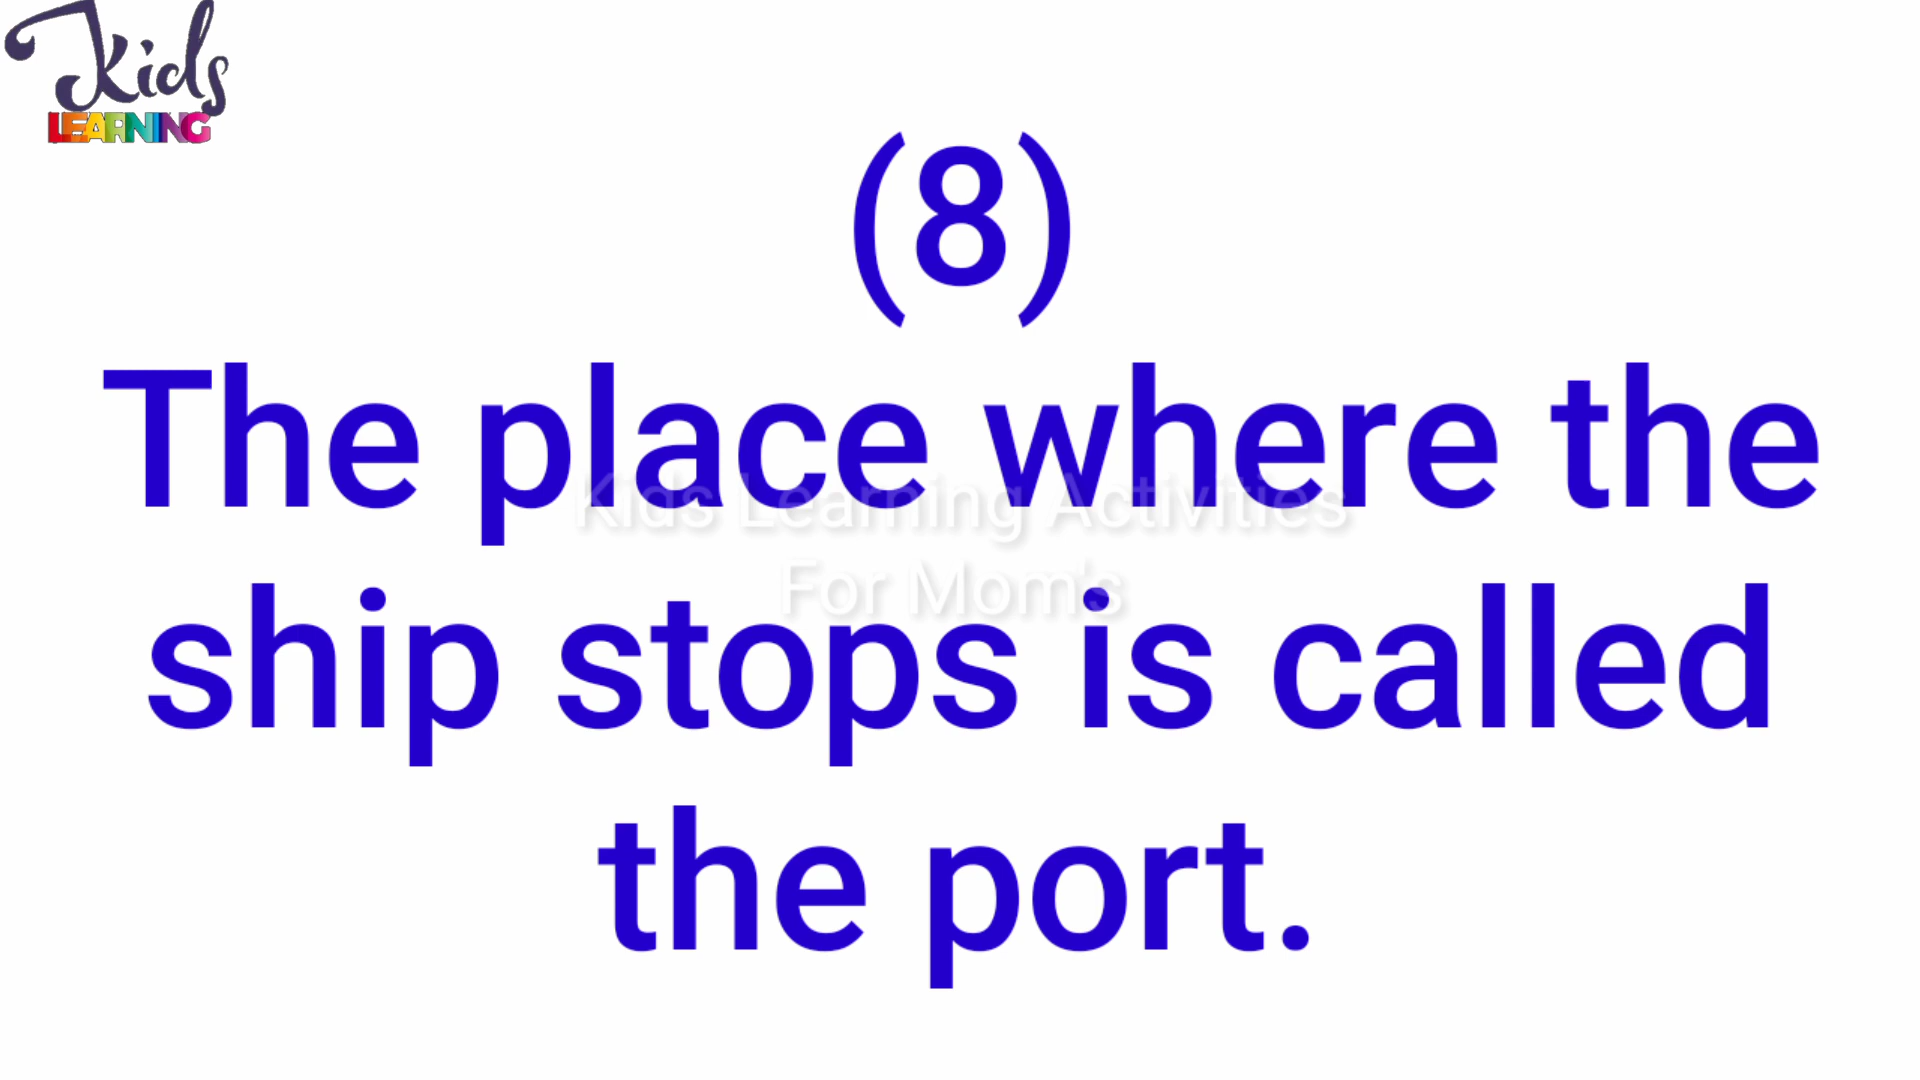 Kids
LEARNING
(8)
The place where the
Kids Learning Activities
For Mom's
ship stops is called
the port.